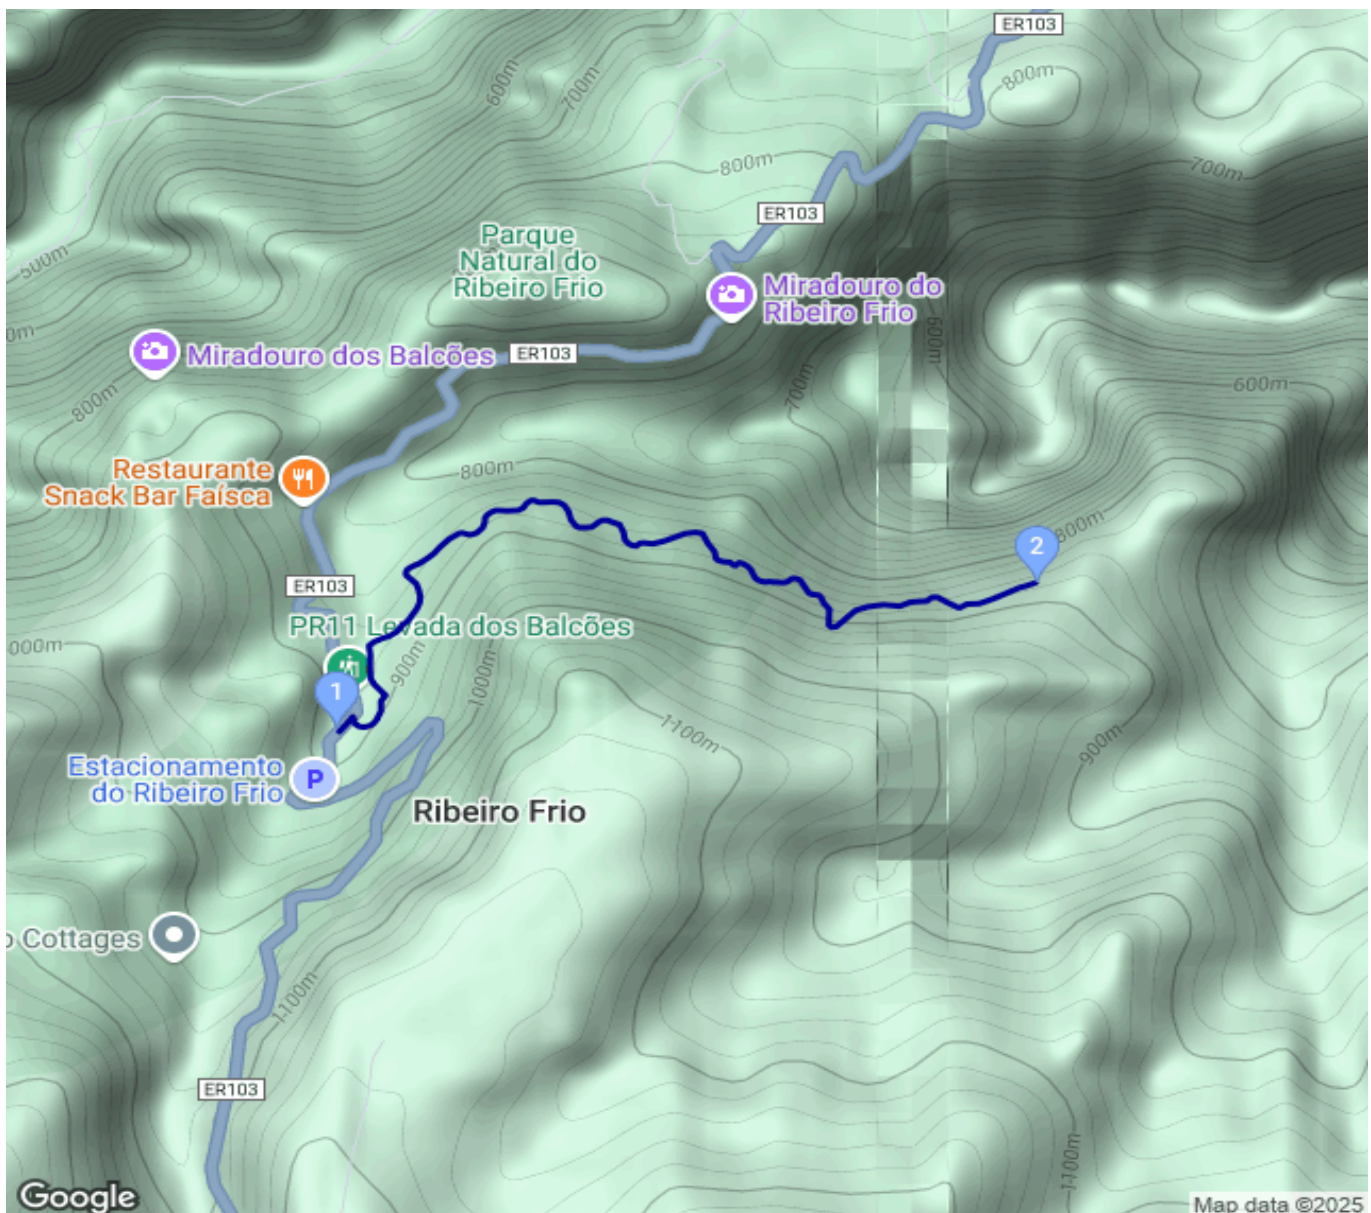 ER103
800m
600m
700m
800m
700m
ER103
Parque
Natural do
Ribeiro Frio
500m
Miradouro do
Ribeiro Frio
600m
Miradouro dos Balcões
ER103
700m
600m
800m
Restaurante
Snack Bar Faísca
800m
800m
2
ER103
PR11 Levada dos Balcões
900m
1000m
1
1100m
900m
Estacionamento
do Ribeiro Frio
P
Ribeiro Frio
Cottages
1100m
ER103
1100m
Google
Map data ©2025